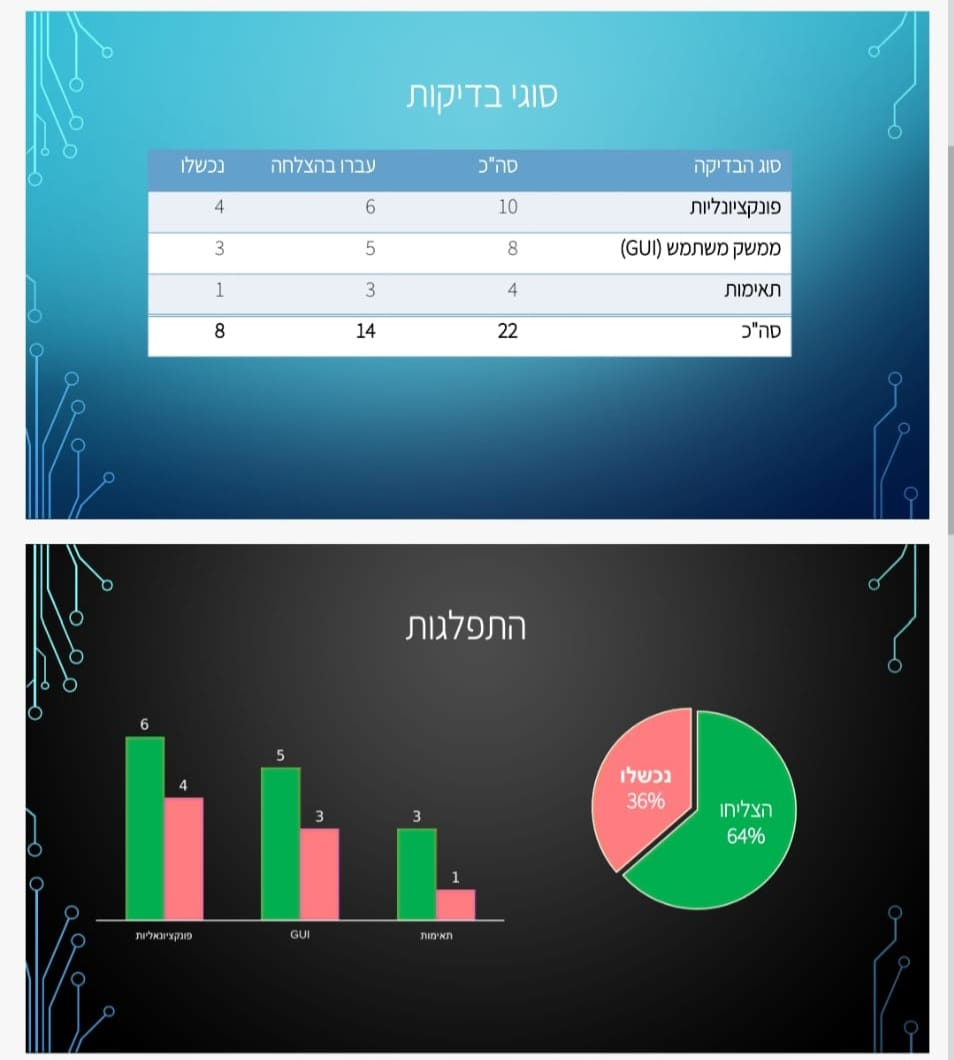 סוגי בדיקות
סוג הבדיקה סה"כ עברו בהצלחה נכשלו
פונקציונליות 10 6 4
ממשק משתמש (GUI) 8 5 3
תאימות 4 3 1
סה"כ 22 14 8
התפלגות
6
4
5
3
3
1
פונקציונאליות
GUI
תאימות
נכשלו
36%
הצליחו
64%